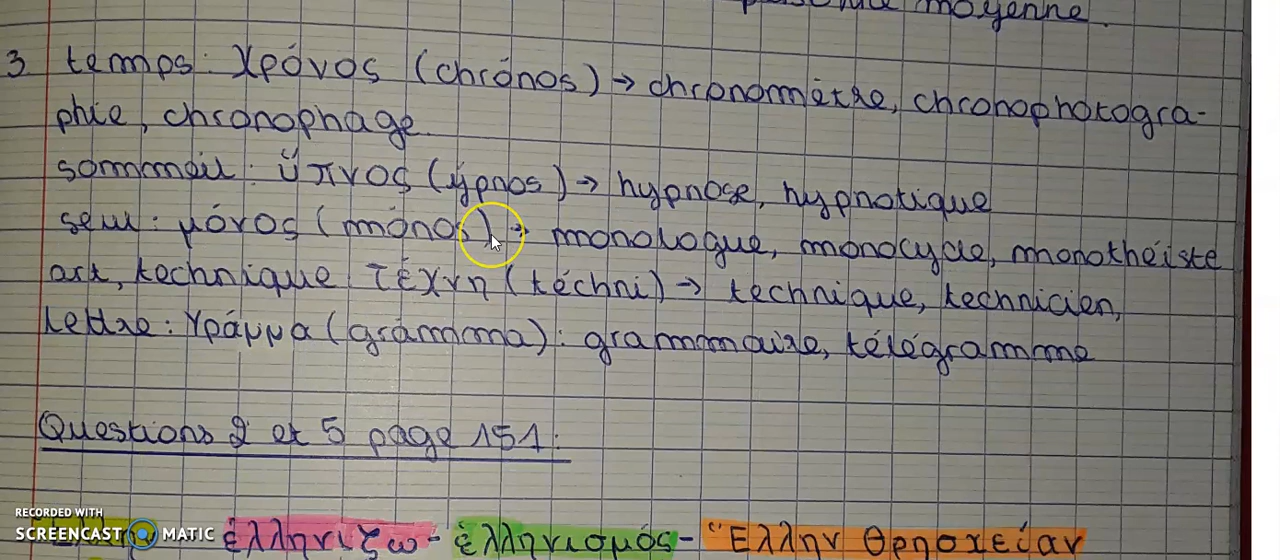 moyenne.
3 temps: Χρόνος (chrónos) → chronomètre, chronophotogra-
phie, chronophage
sommeil: ὕπνος (ýpnos) → hypnose, hypnotique
seul: μόνος (mónos) → monologue, monocycle, monothéiste
art, technique τέχνη (téchni) → technique, technicien,
Lettre: γράμμα (grámma): grammaire, télégramme
Questions 2 et 5 page 151:
ἑλληνίζω - ἑλληνισμός - Ἕλλην θρησκείαν
RECORDED WITH
SCREENCAST MATIC